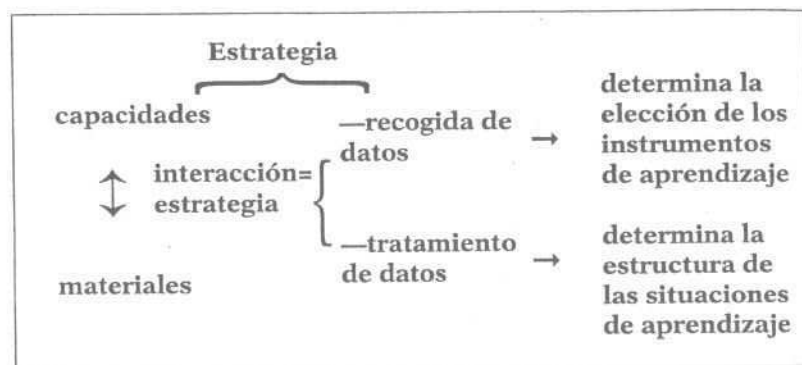 Estrategia
capacidades
interacción=
estrategia
materiales
—recogida de
datos
→
determina la
elección de los
instrumentos
de aprendizaje
—tratamiento
de datos
→
determina la
estructura de
las situaciones
de aprendizaje